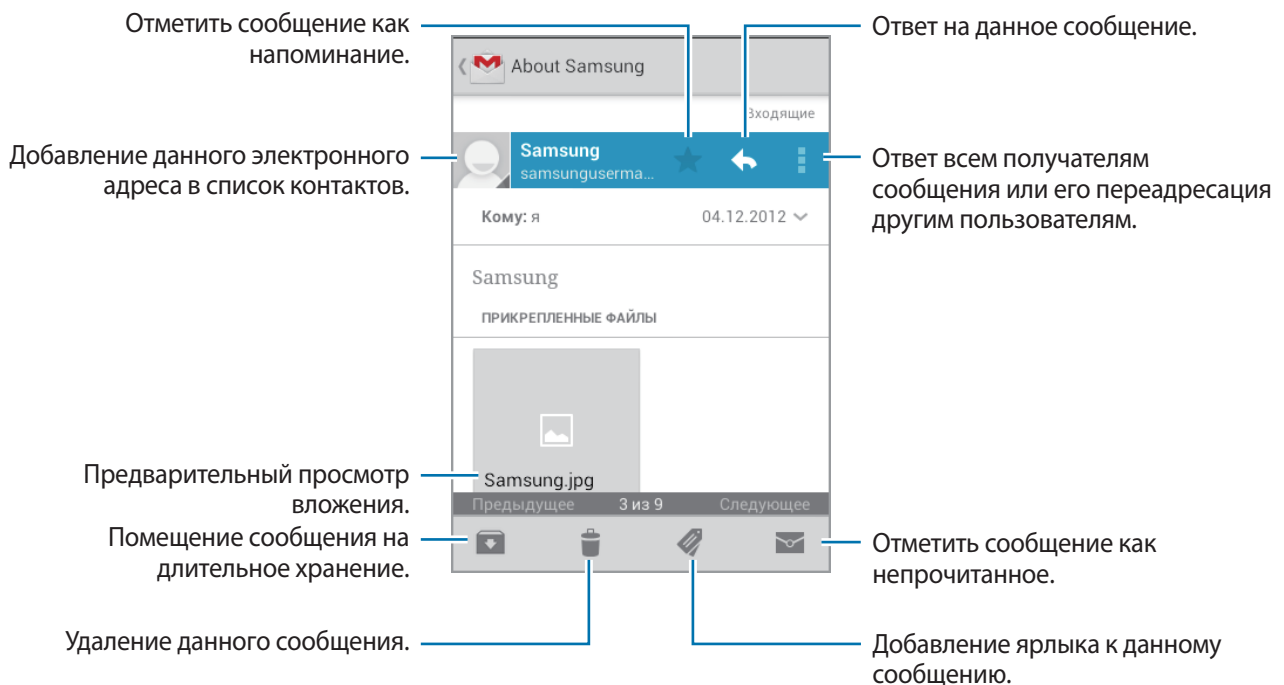 Отметить сообщение как
напоминание.
Ответ на данное сообщение.
About Samsung
Входящие
Добавление данного электронного
адреса в список контактов.
Samsung
samsunguserma...
Ответ всем получателям
сообщения или его переадресация
другим пользователям.
Кому: я 04.12.2012
Samsung
ПРИКРЕПЛЕННЫЕ ФАЙЛЫ
Предварительный просмотр
вложения.
Samsung.jpg
Предыдущее 3 из 9 Следующее
Помещение сообщения на
длительное хранение.
Отметить сообщение как
непрочитанное.
Удаление данного сообщения.
Добавление ярлыка к данному
сообщению.